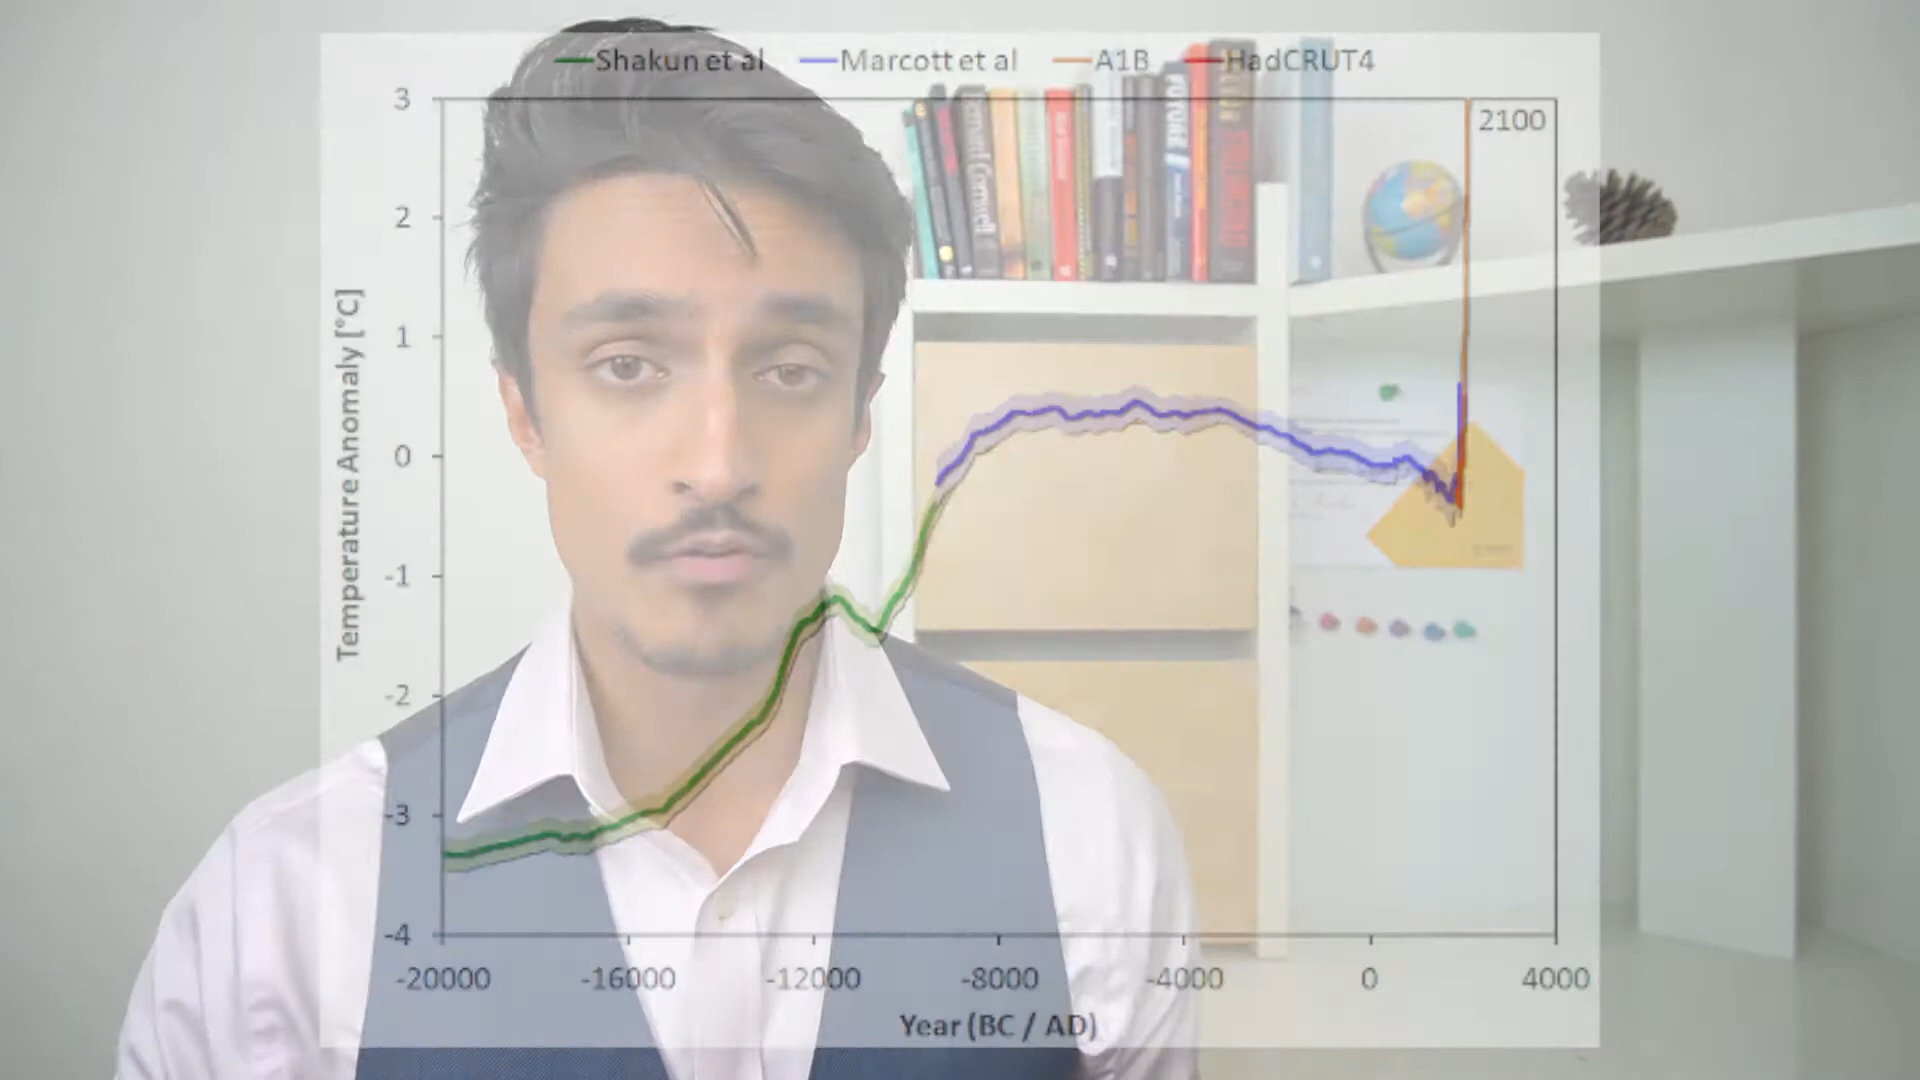 Shakun et al Marcott et al A1B HadCRUT4
3
2100
2
1
0
-1
-2
-3
-4
Temperature Anomaly [°C]
-20000 -16000 -12000 -8000 -4000 0 4000
Year (BC / AD)
FUTURE